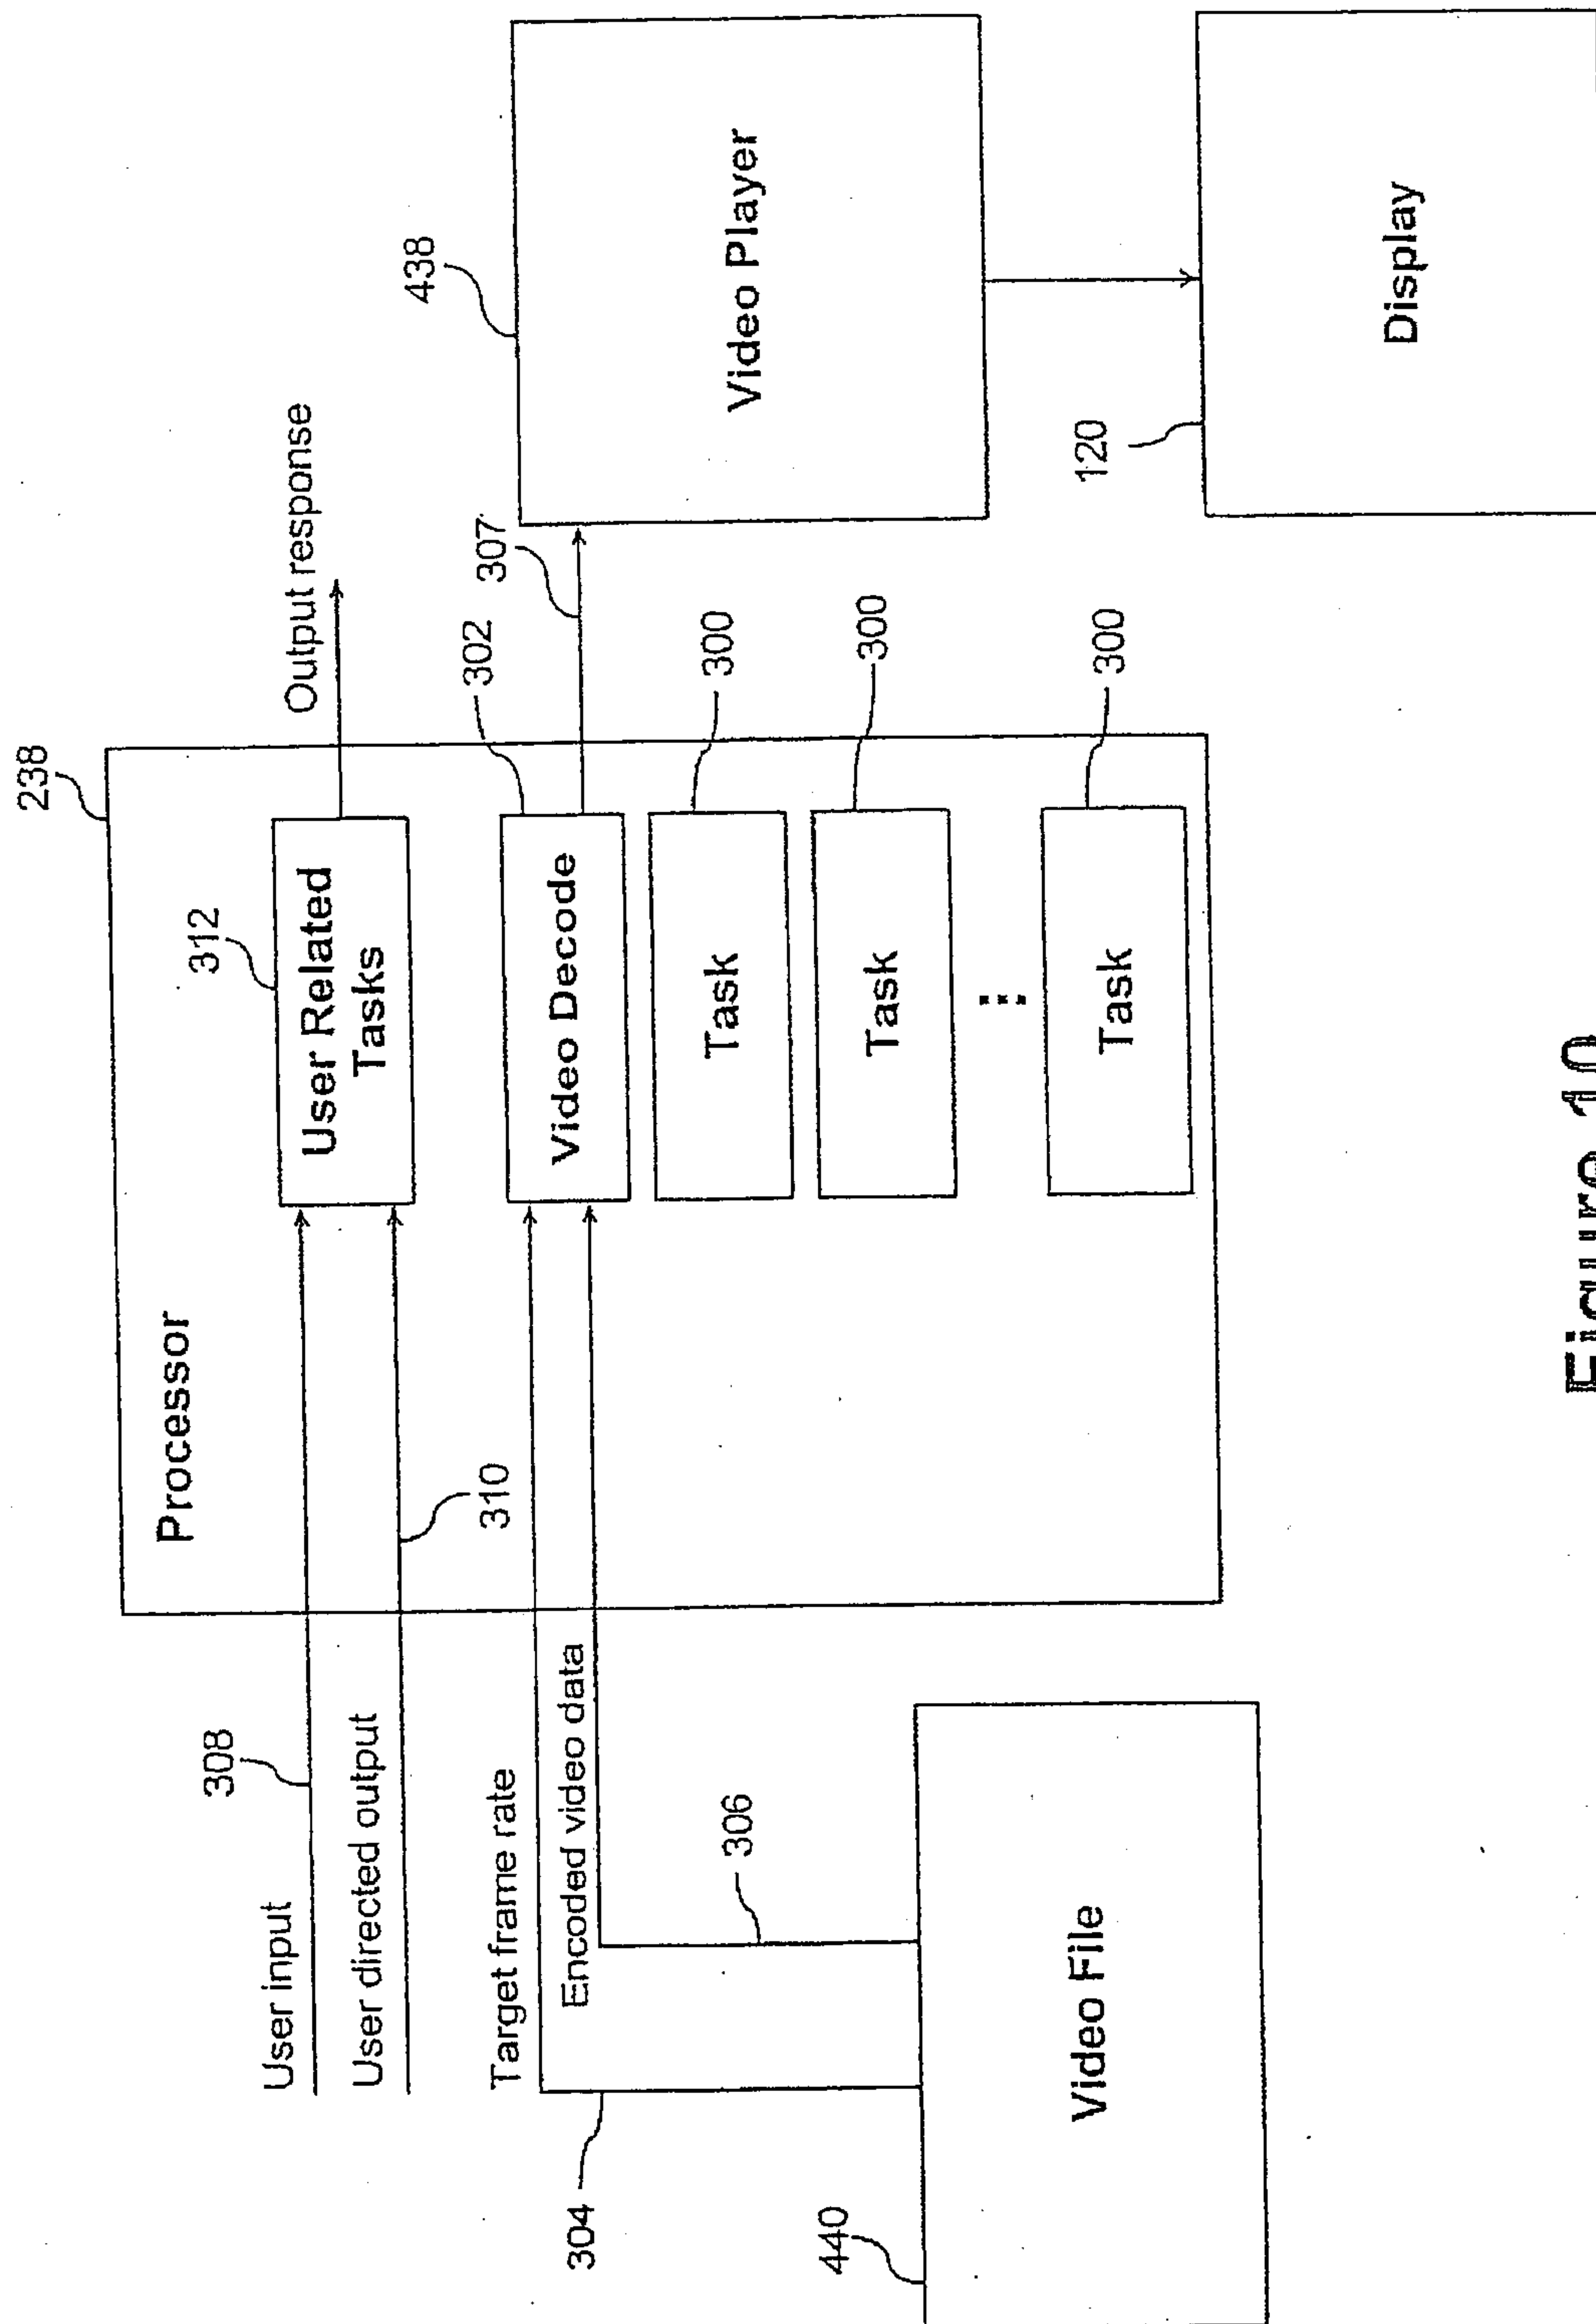 238
Processor
312
User Related
Tasks
Output response
User input
308
User directed output
310
302
Video Decode
307
Target frame rate
Encoded video data
300
Task
300
Task
300
Task
438
Video Player
304
306
440
Video File
120
Display
Figure 10